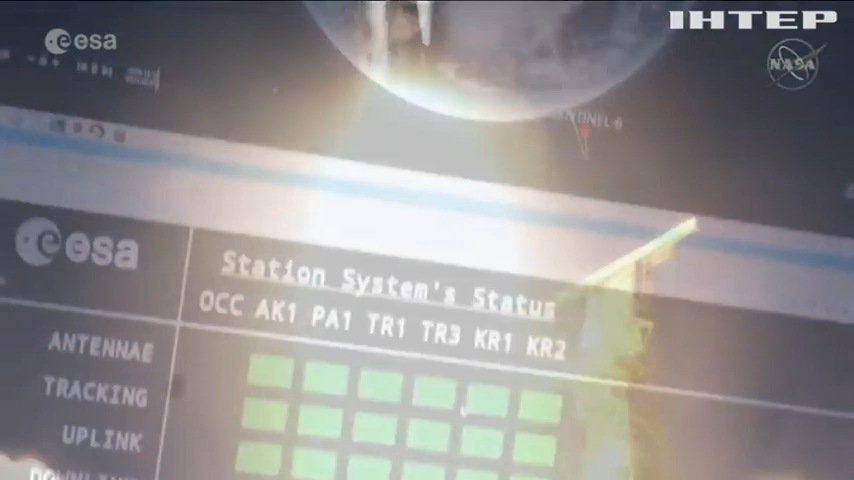 ІНТЕР
esa
NASA
SENTINEL-6
esa
Station System's Status
OCC AK1 PA1 TR1 TR3 KR1 KR2
ANTENNAE
TRACKING
UPLINK